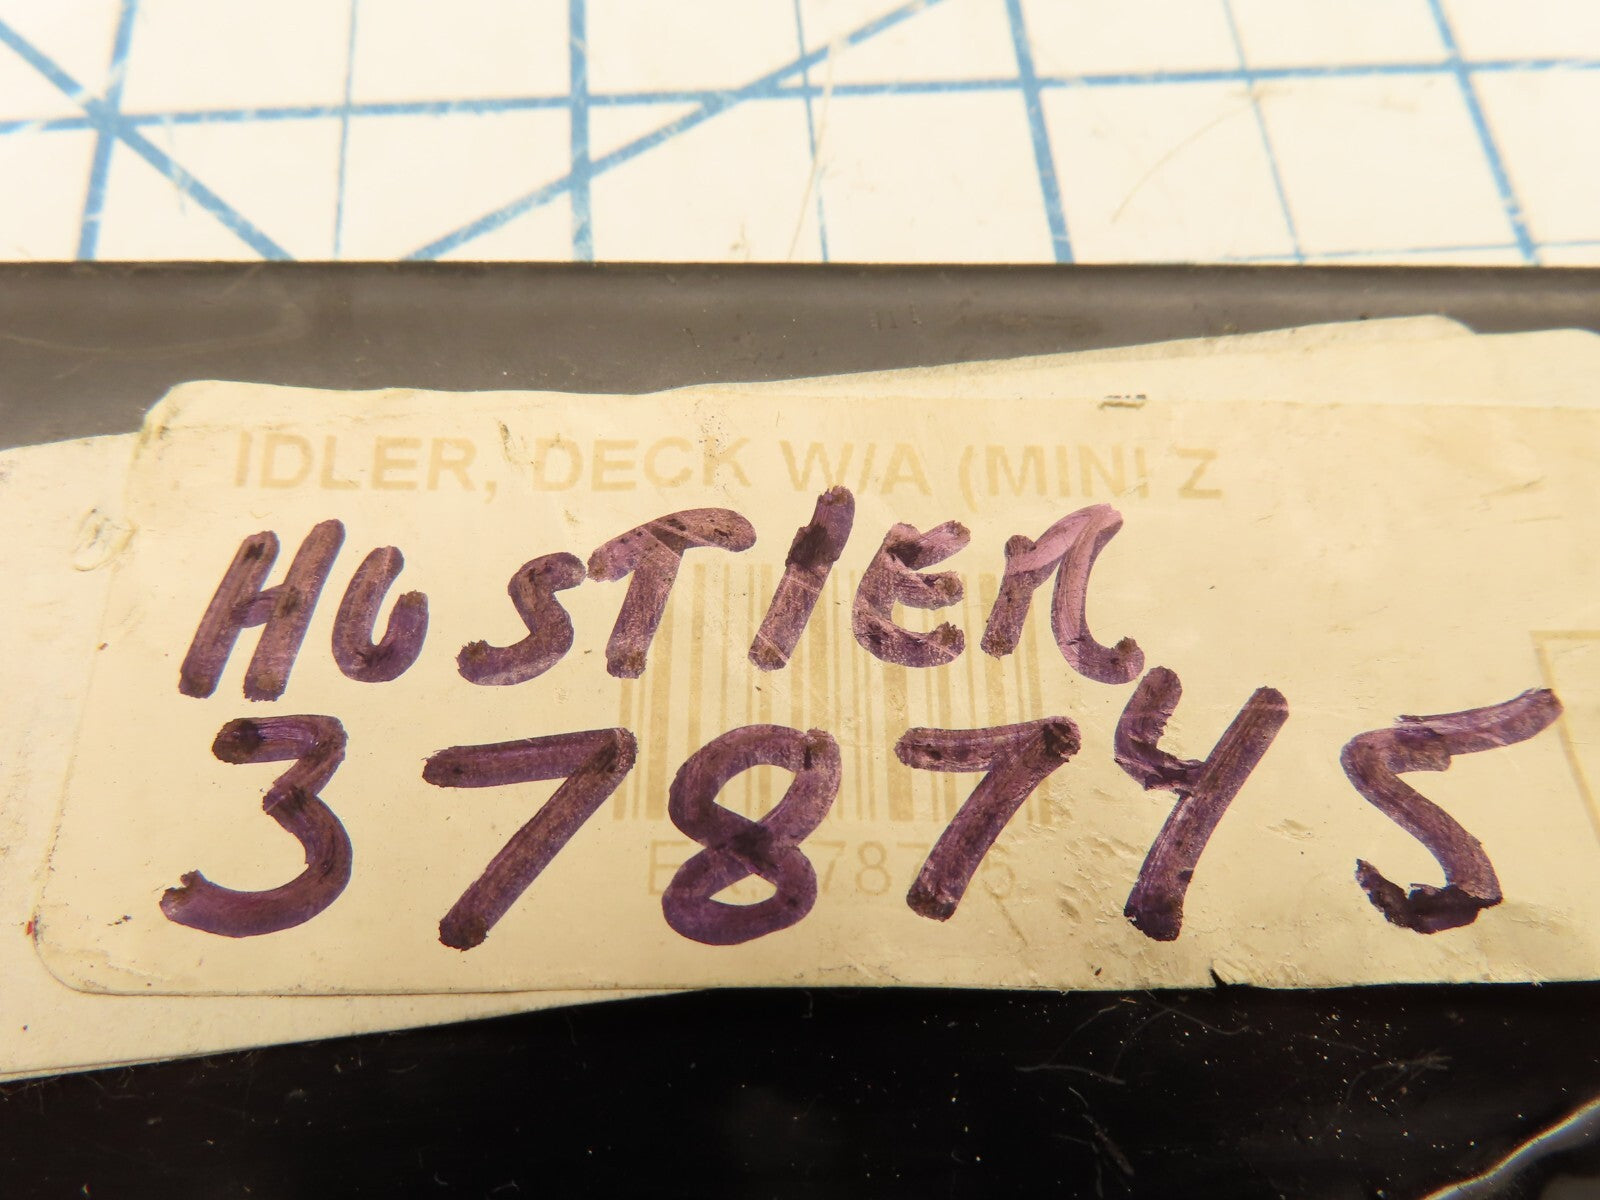 IDLER, DECK W/A (MINI Z
HUSTlER
378745